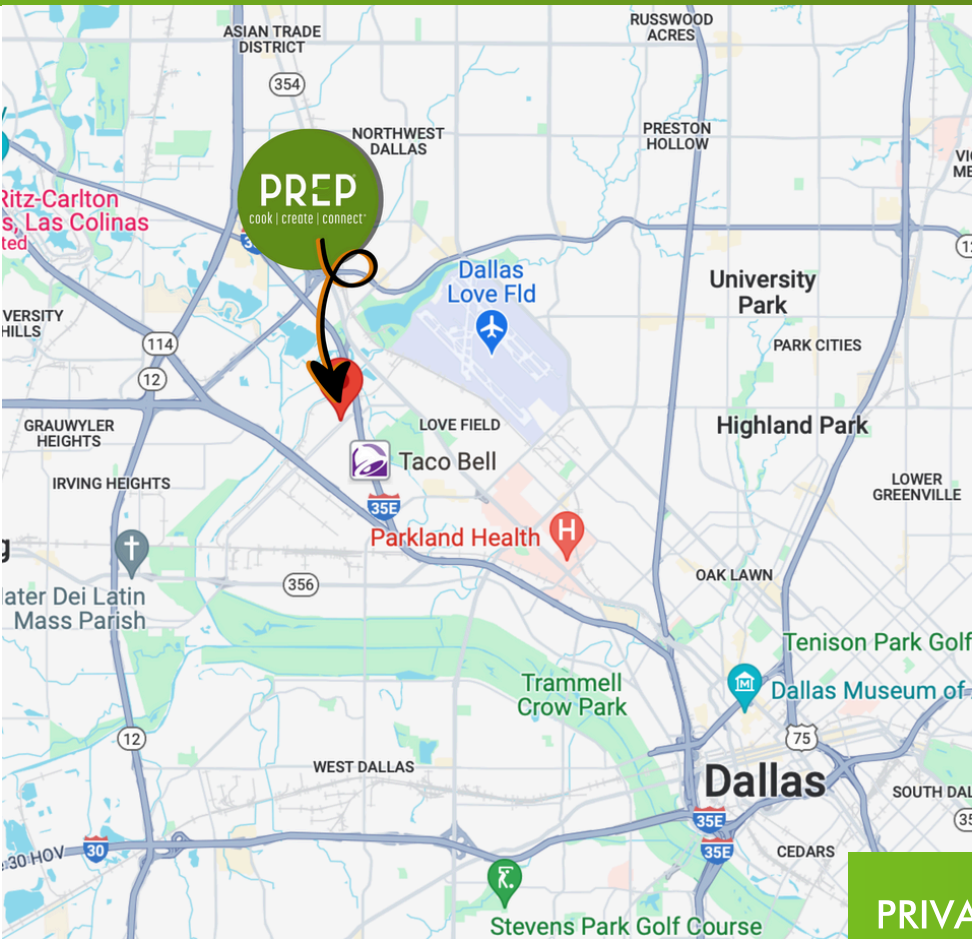 RUSSWOOD
ACRES
ASIAN TRADE
DISTRICT
354
NORTHWEST
DALLAS
PRESTON
HOLLOW
PREP
cook | create | connect
Ritz-Carlton
s, Las Colinas
ted
Dallas
Love Fld
University
Park
VERSITY
HILLS
114
PARK CITIES
12
GRAUWYLER
HEIGHTS
LOVE FIELD
Highland Park
Taco Bell
IRVING HEIGHTS
LOWER
GREENVILLE
35E
Parkland Health
H
OAK LAWN
356
ater Dei Latin
Mass Parish
Tenison Park Golf
Trammell
Crow Park
Dallas Museum of
12
75
WEST DALLAS
Dallas
SOUTH DAL
35E
30 HOV
30
35E
CEDARS
PRIVA
Stevens Park Golf Course